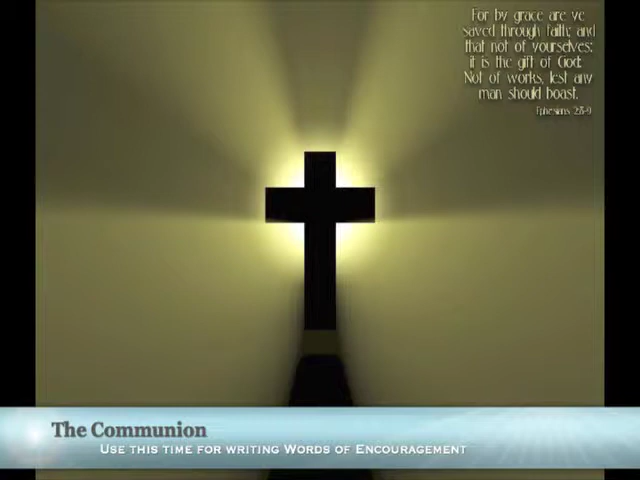 For by grace are ye
saved through faith; and
that not of yourselves:
it is the gift of God:
Not of works, lest any
man should boast.
Ephesians 2:8-9
The Communion
Use this time for writing Words of Encouragement